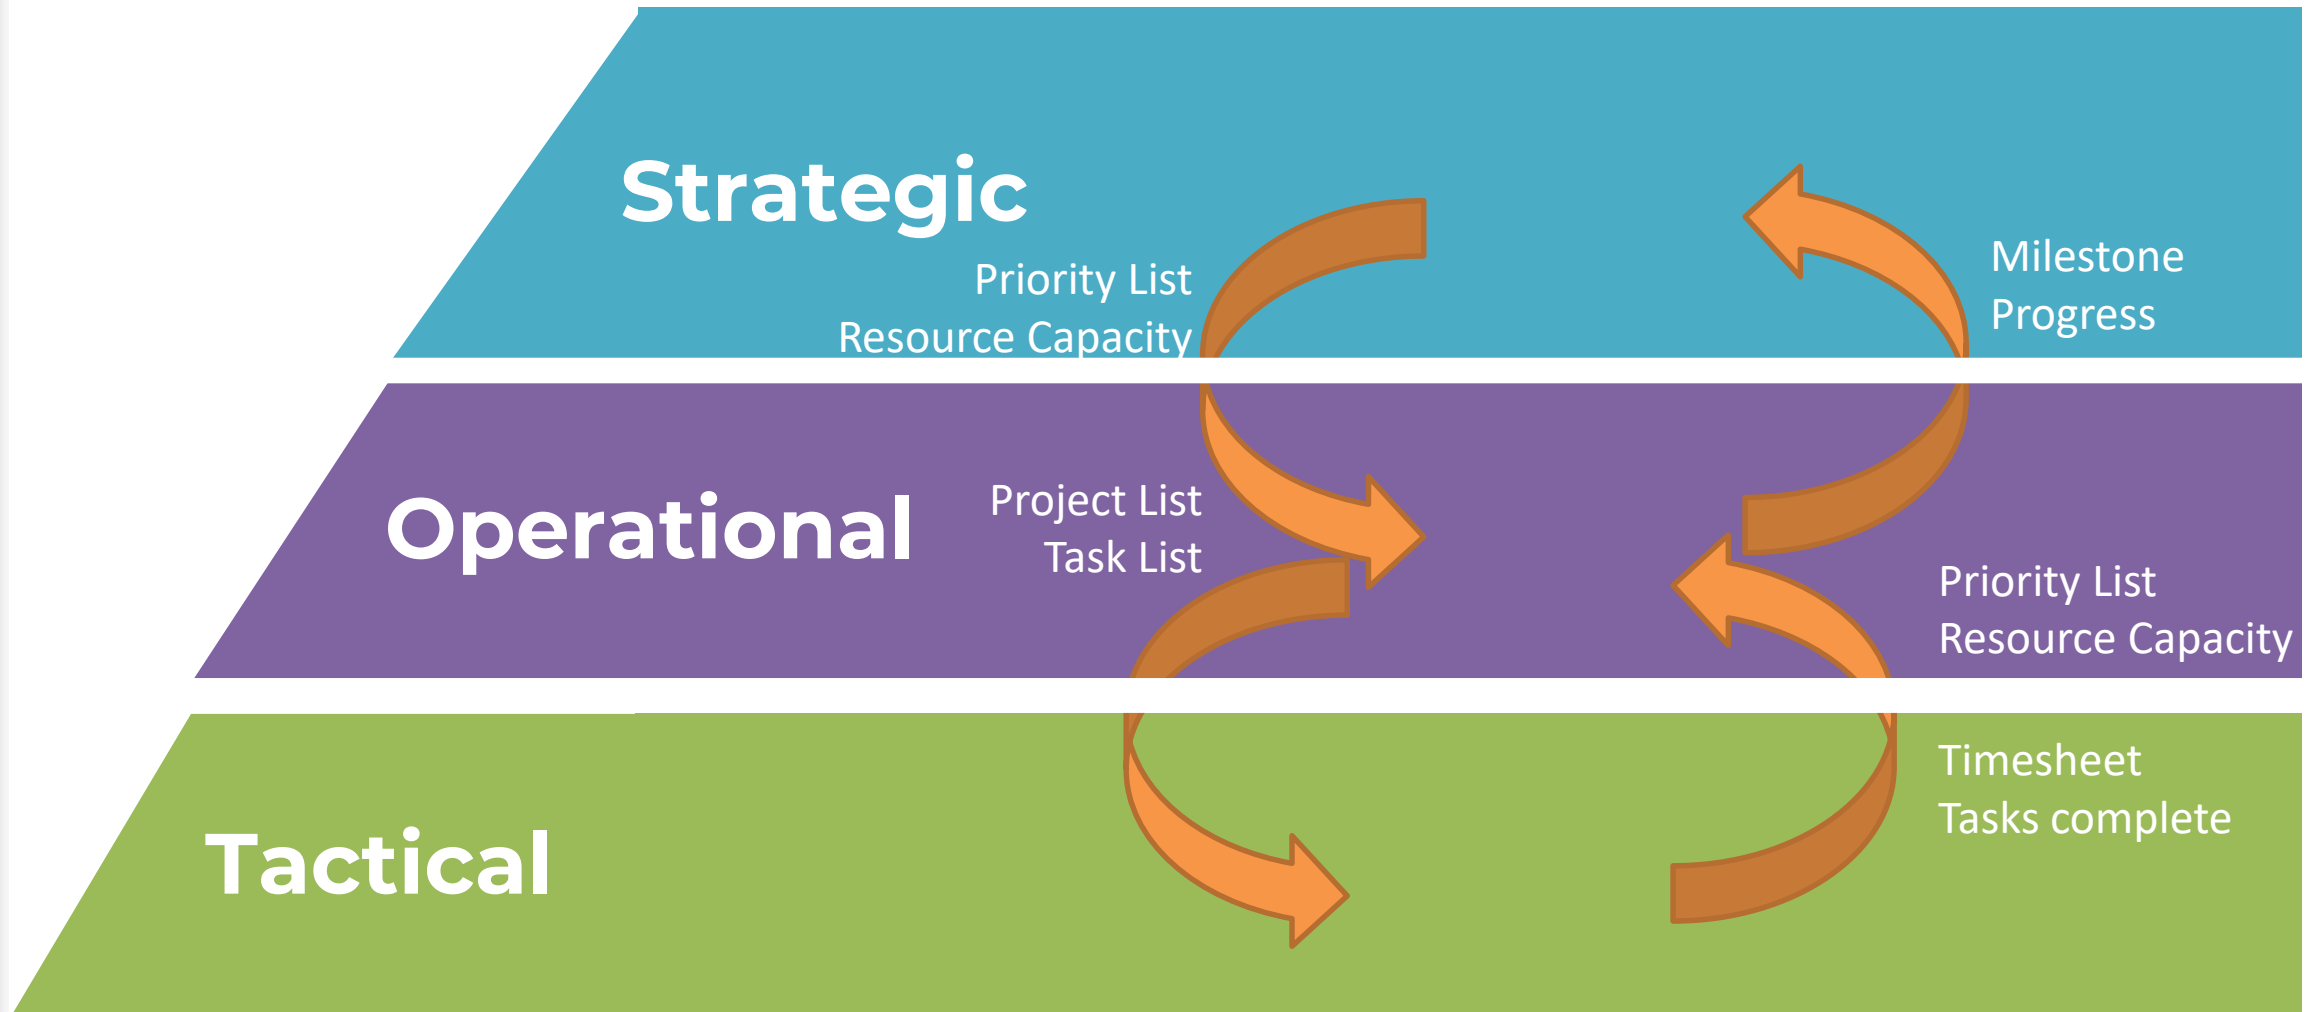 Strategic
Priority List
Resource Capacity
Milestone
Progress
Operational
Project List
Task List
Priority List
Resource Capacity
Tactical
Timesheet
Tasks complete